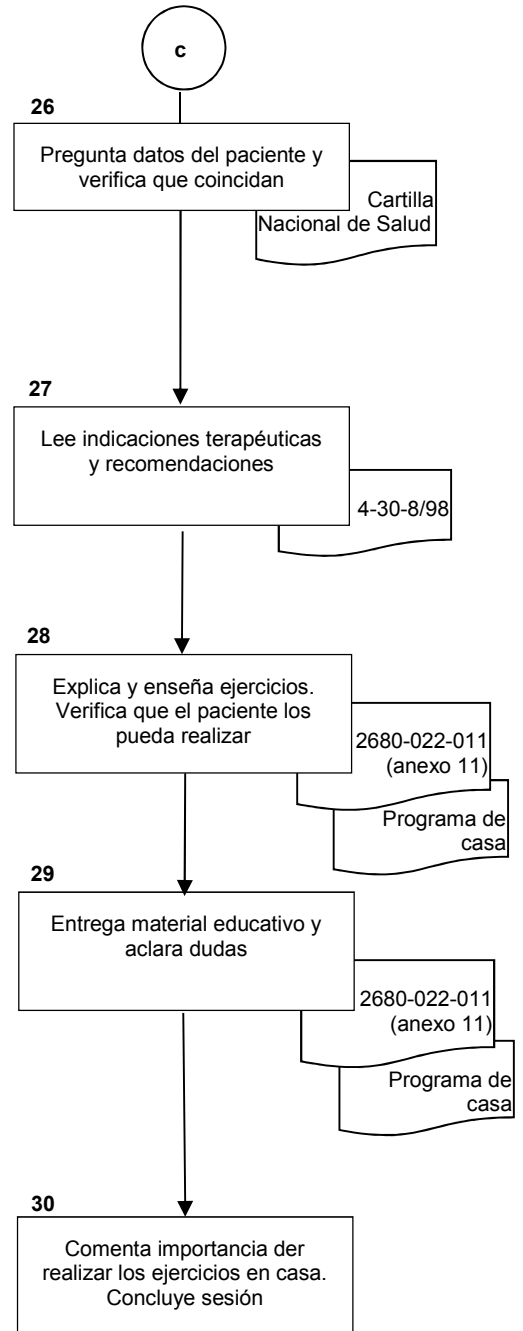 c
26
Pregunta datos del paciente y
verifica que coincidan
Cartilla
Nacional de Salud
27
Lee indicaciones terapéuticas
y recomendaciones
4-30-8/98
28
Explica y enseña ejercicios.
Verifica que el paciente los
pueda realizar
2680-022-011
(anexo 11)
Programa de
casa
29
Entrega material educativo y
aclara dudas
2680-022-011
(anexo 11)
Programa de
casa
30
Comenta importancia der
realizar los ejercicios en casa.
Concluye sesión